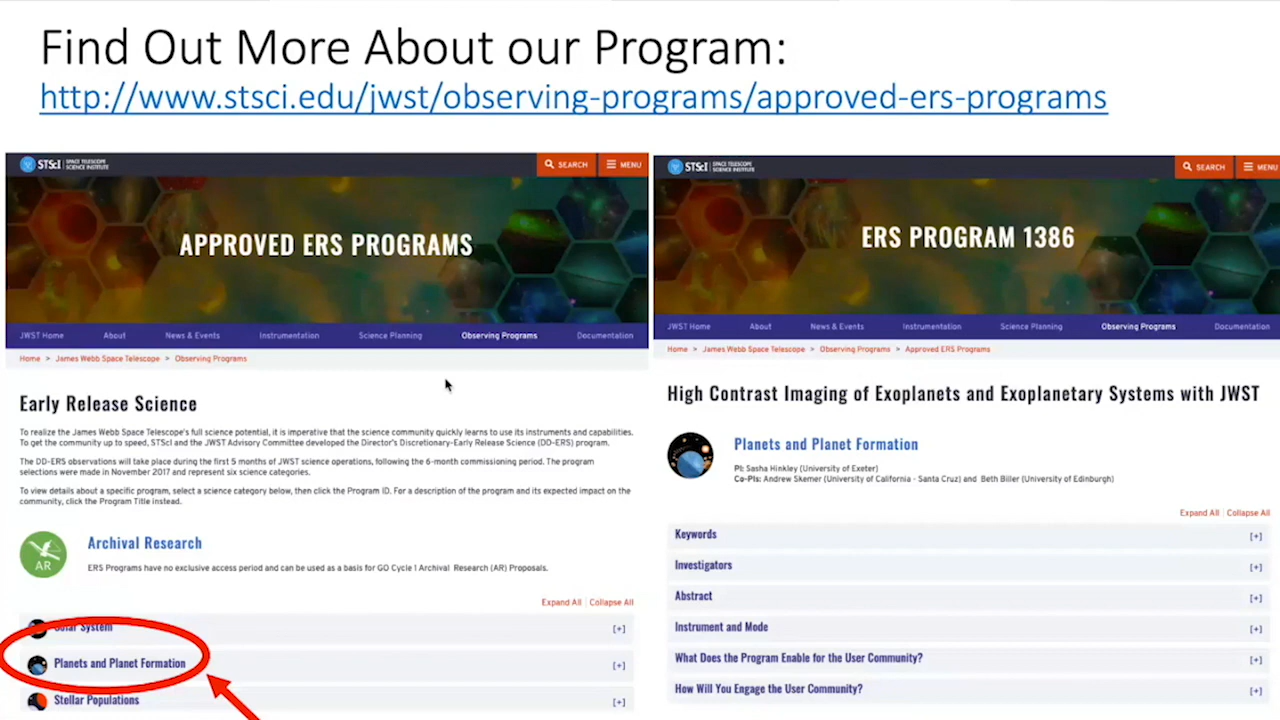 Find Out More About our Program:
http://www.stsci.edu/jwst/observing-programs/approved-ers-programs
STScI | SPACE TELESCOPE
SCIENCE INSTITUTE
SEARCH
MENU
APPROVED ERS PROGRAMS
JWST Home About News & Events Instrumentation Science Planning Observing Programs Documentation
Home > James Webb Space Telescope > Observing Programs
Early Release Science
To realize the James Webb Space Telescope's full science potential, it is imperative that the science community quickly learns to use its instruments and capabilities.
To get the community up to speed, STScI and the JWST Advisory Committee developed the Director's Discretionary-Early Release Science (DD-ERS) program.
The DD-ERS observations will take place during the first 5 months of JWST science operations, following the 6-month commissioning period. The program
selections were made in November 2017 and represent six science categories.
To view details about a specific program, select a science category below, then click the Program ID. For a description of the program and its expected impact on the
community, click the Program Title instead.
AR
Archival Research
ERS Programs have no exclusive access period and can be used as a basis for GO Cycle 1 Archival Research (AR) Proposals.
Expand All | Collapse All
Solar System [+]
Planets and Planet Formation [+]
Stellar Populations [+]
STScI | SPACE TELESCOPE
SCIENCE INSTITUTE
SEARCH
MENU
ERS PROGRAM 1386
JWST Home About News & Events Instrumentation Science Planning Observing Programs Documentation
Home > James Webb Space Telescope > Observing Programs > Approved ERS Programs
High Contrast Imaging of Exoplanets and Exoplanetary Systems with JWST
Planets and Planet Formation
PI: Sasha Hinkley (University of Exeter)
Co-PIs: Andrew Skemer (University of California - Santa Cruz) and Beth Biller (University of Edinburgh)
Expand All | Collapse All
Keywords [+]
Investigators [+]
Abstract [+]
Instrument and Mode [+]
What Does the Program Enable for the User Community? [+]
How Will You Engage the User Community? [+]